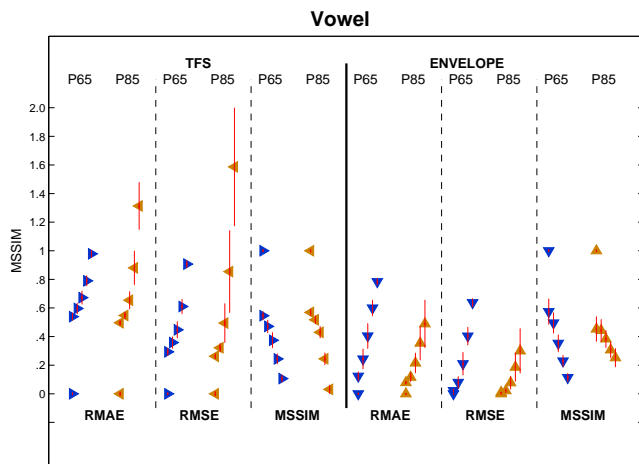 Vowel
TFS ENVELOPE
P65 P85 P65 P85 P65 P85 P65 P85 P65 P85 P65 P85
2.0
1.8
1.6
1.4
1.2
1
.8
.6
.4
.2
0
MSSIM
RMAE RMSE MSSIM RMAE RMSE MSSIM